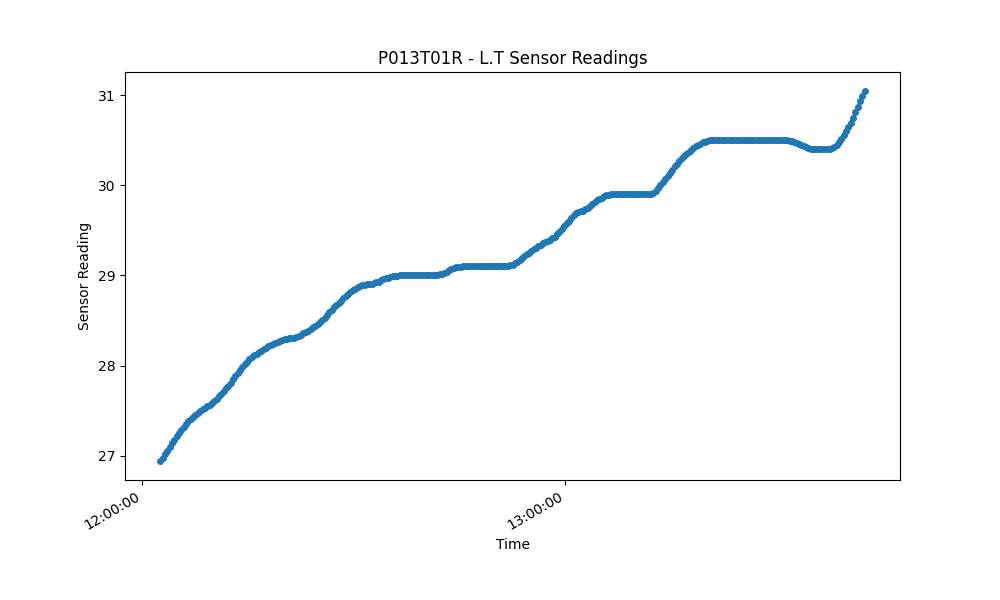 P013T01R - L.T Sensor Readings
31
30
29
28
27
Sensor Reading
12:00:00
13:00:00
Time